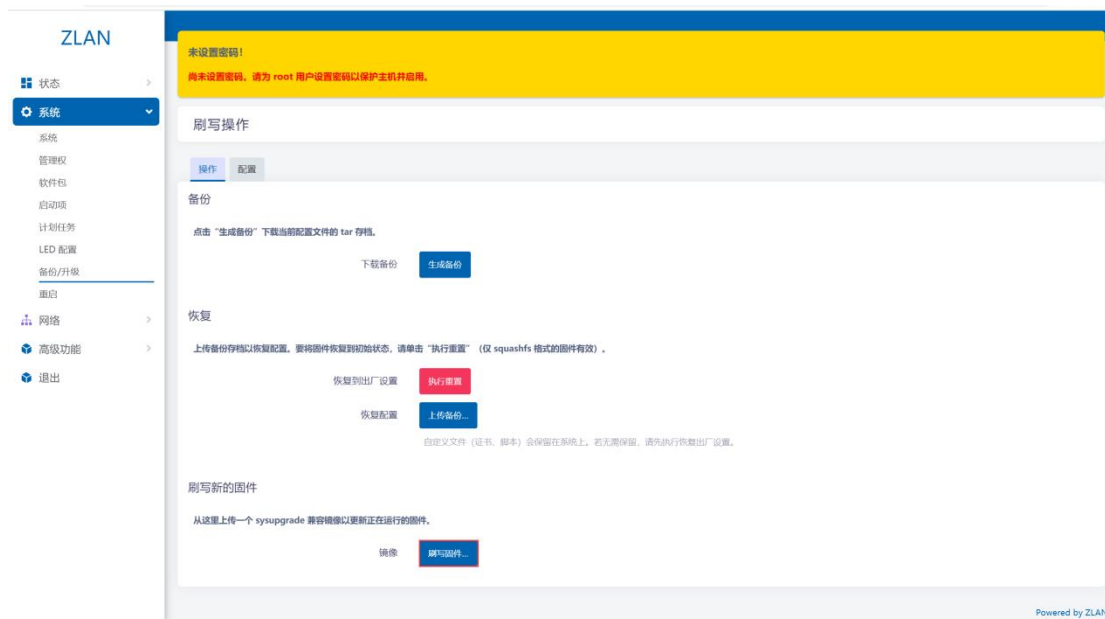 ZLAN
状态
系统
系统
管理权
软件包
启动项
计划任务
LED 配置
备份/升级
重启
网络
高级功能
退出
未设置密码！
尚未设置密码。请为 root 用户设置密码以保护主机并启用。
刷写操作
操作 配置
备份
点击“生成备份”下载当前配置文件的 tar 存档。
下载备份 生成备份
恢复
上传备份存档以恢复配置。要将固件恢复到初始状态，请单击“执行重置”（仅 squashfs 格式的固件有效）。
恢复到出厂设置 执行重置
恢复配置 上传备份...
自定义文件（证书、脚本）会保留在系统上。若无需保留，请先执行恢复出厂设置。
刷写新的固件
从这里上传一个 sysupgrade 兼容镜像以更新正在运行的固件。
镜像 刷写固件...
Powered by ZLAN